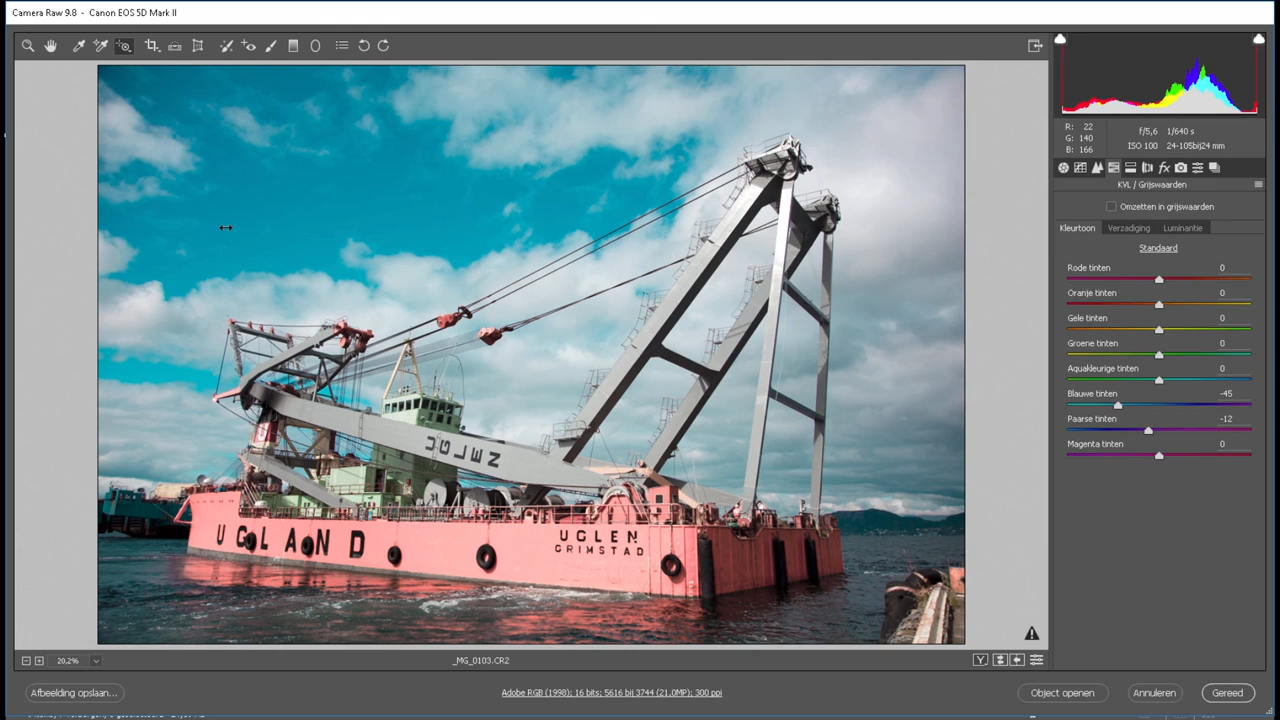 Camera Raw 9.8 - Canon EOS 5D Mark II
R: 22
G: 140
B: 166
f/5,6 1/640 s
ISO 100 24-105bij24 mm
KVL / Grijswaarden
Omzetten in grijswaarden
Kleurtoon Verzadiging Luminantie
Standaard
Rode tinten 0
Oranje tinten 0
Gele tinten 0
Groene tinten 0
Aquakleurige tinten 0
Blauwe tinten -45
Paarse tinten -12
Magenta tinten 0
UGLEN
UGLAND
UGLEN
GRIMSTAD
20,2%
_MG_0103.CR2
Y
Afbeelding opslaan...
Adobe RGB (1998); 16 bits; 5616 bij 3744 (21,0MP); 300 ppi
Object openen
Annuleren
Gereed